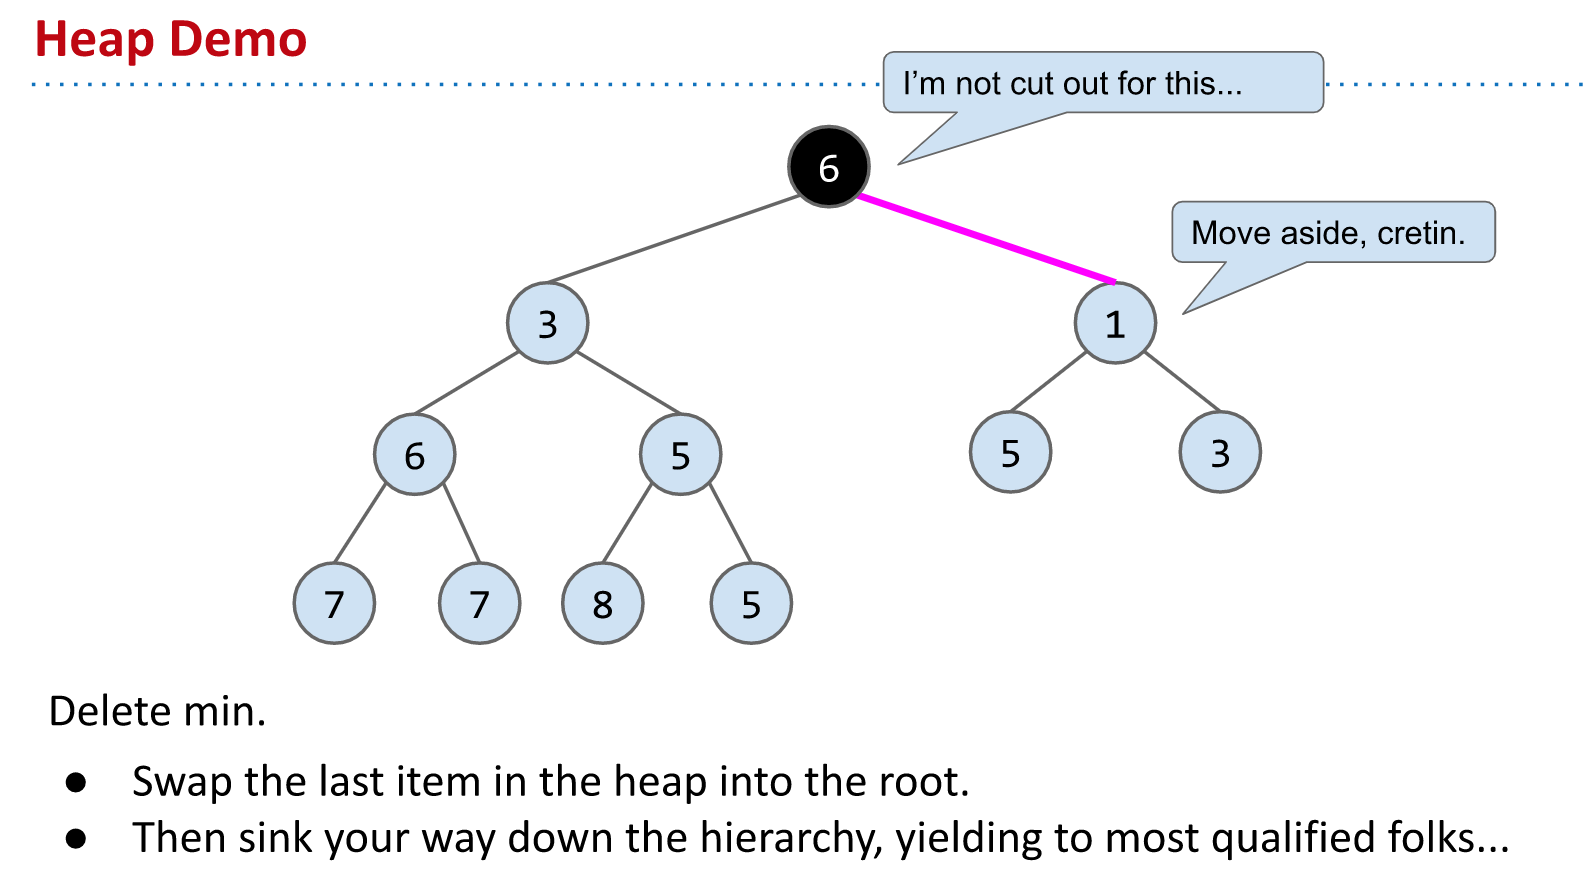 Heap Demo
I'm not cut out for this...
6
Move aside, cretin.
3
1
6
5
5
3
7
7
8
5
Delete min.
● Swap the last item in the heap into the root.
● Then sink your way down the hierarchy, yielding to most qualified folks...